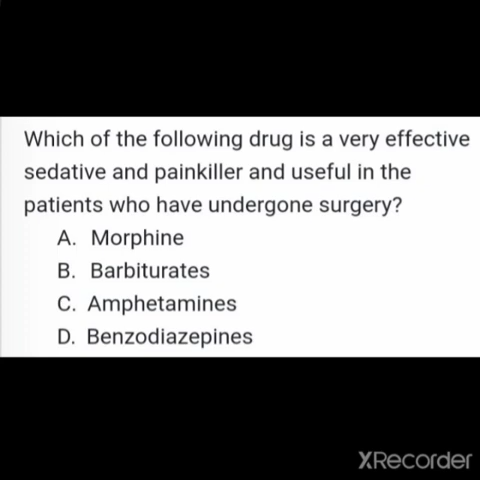 Which of the following drug is a very effective
sedative and painkiller and useful in the
patients who have undergone surgery?
A. Morphine
B. Barbiturates
C. Amphetamines
D. Benzodiazepines
XRecorder